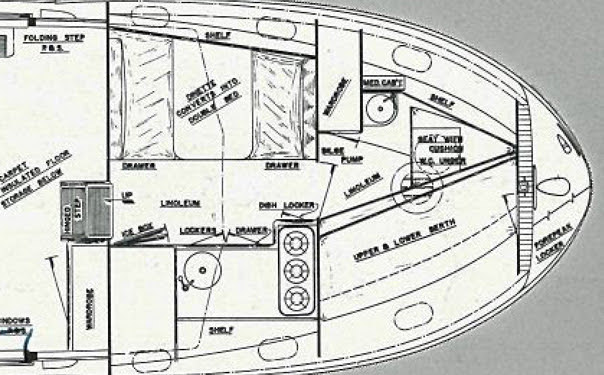 FOLDING STEP
P.&S.
SHELF
DINETTE
CONVERTS INTO
DOUBLE BED
WARDROBE
MED. CAB'T
SHELF
SEAT WITH
CUSHION
W.C. UNDER
BILGE
PUMP
CARPET
INSULATED FLOOR
STORAGE BELOW
DRAWER
DRAWER
LINOLEUM
UP
HINGED
STEP
LINOLEUM
DISH LOCKER
ICE BOX
LOCKERS
DRAWER
UPPER & LOWER BERTH
FOREPEAK
LOCKER
WARDROBE
SHELF